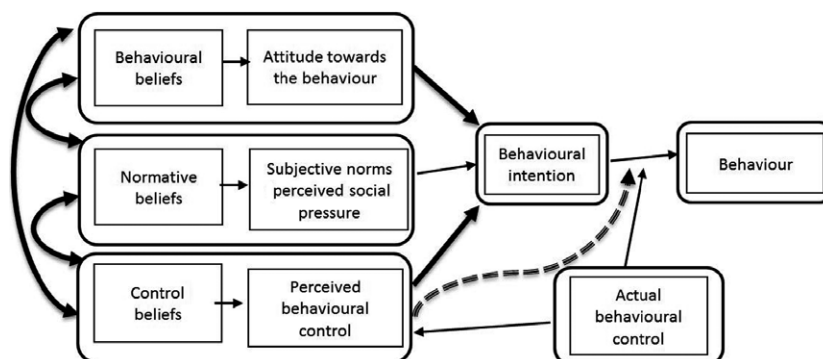 Behavioural
beliefs
Attitude towards
the behaviour
Normative
beliefs
Subjective norms
perceived social
pressure
Control
beliefs
Perceived
behavioural
control
Behavioural
intention
Behaviour
Actual
behavioural
control